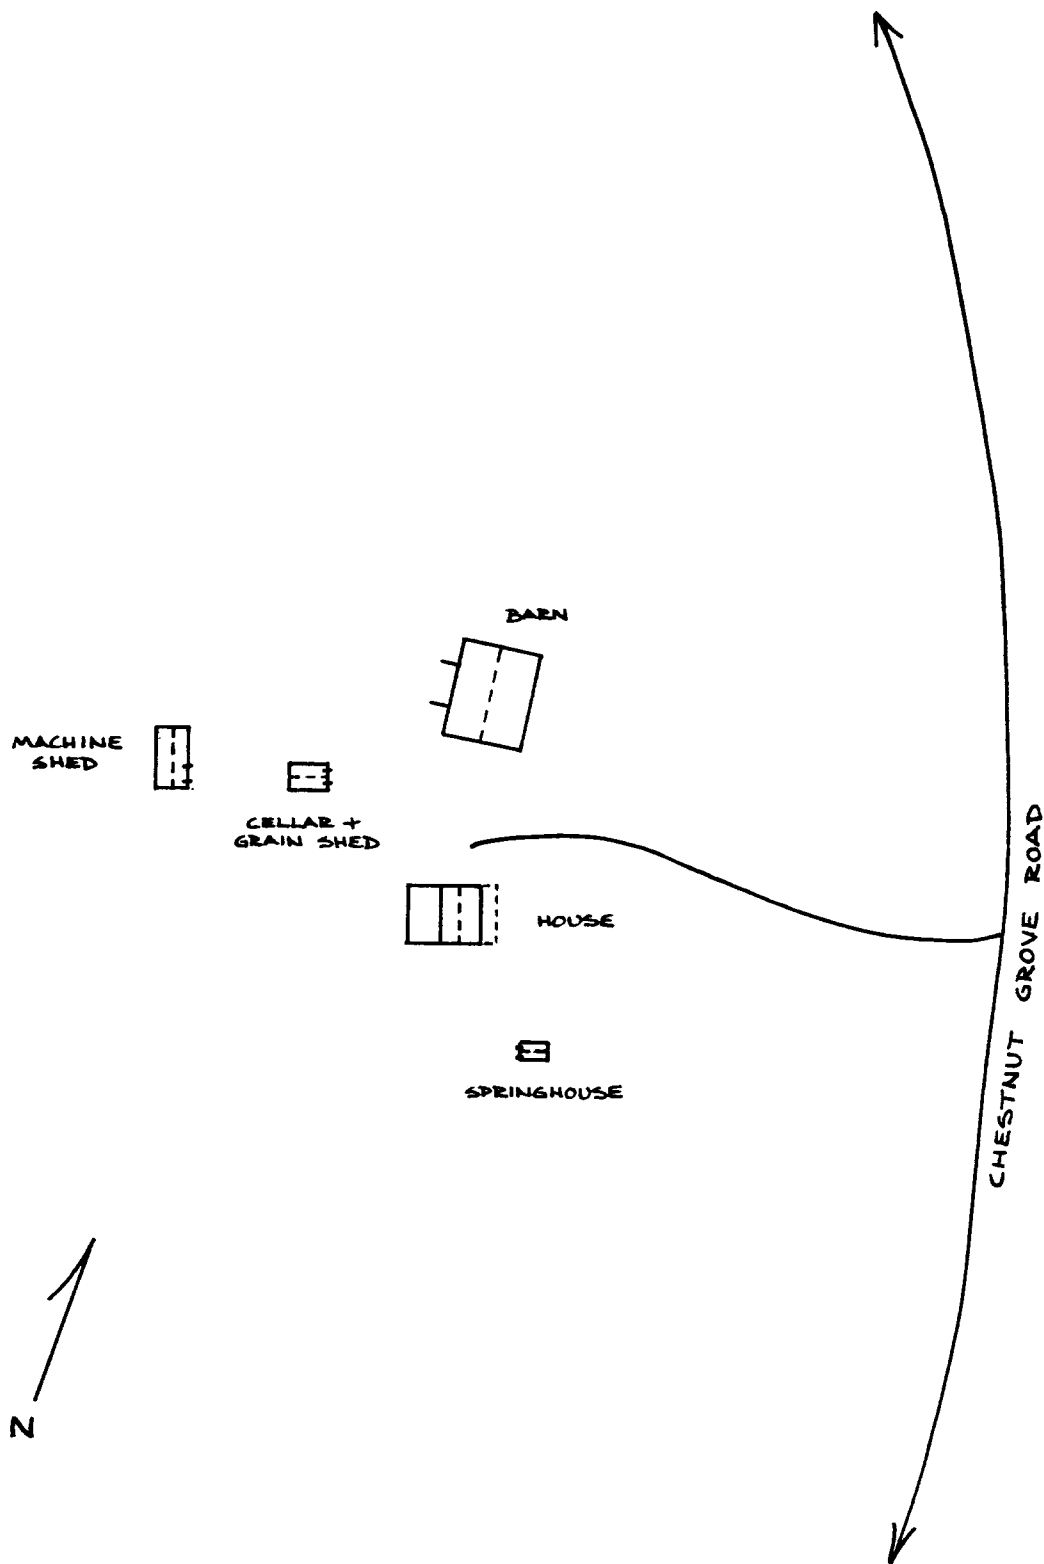 BARN
MACHINE
SHED
CELLAR +
GRAIN SHED
HOUSE
SPRINGHOUSE
CHESTNUT GROVE ROAD
N